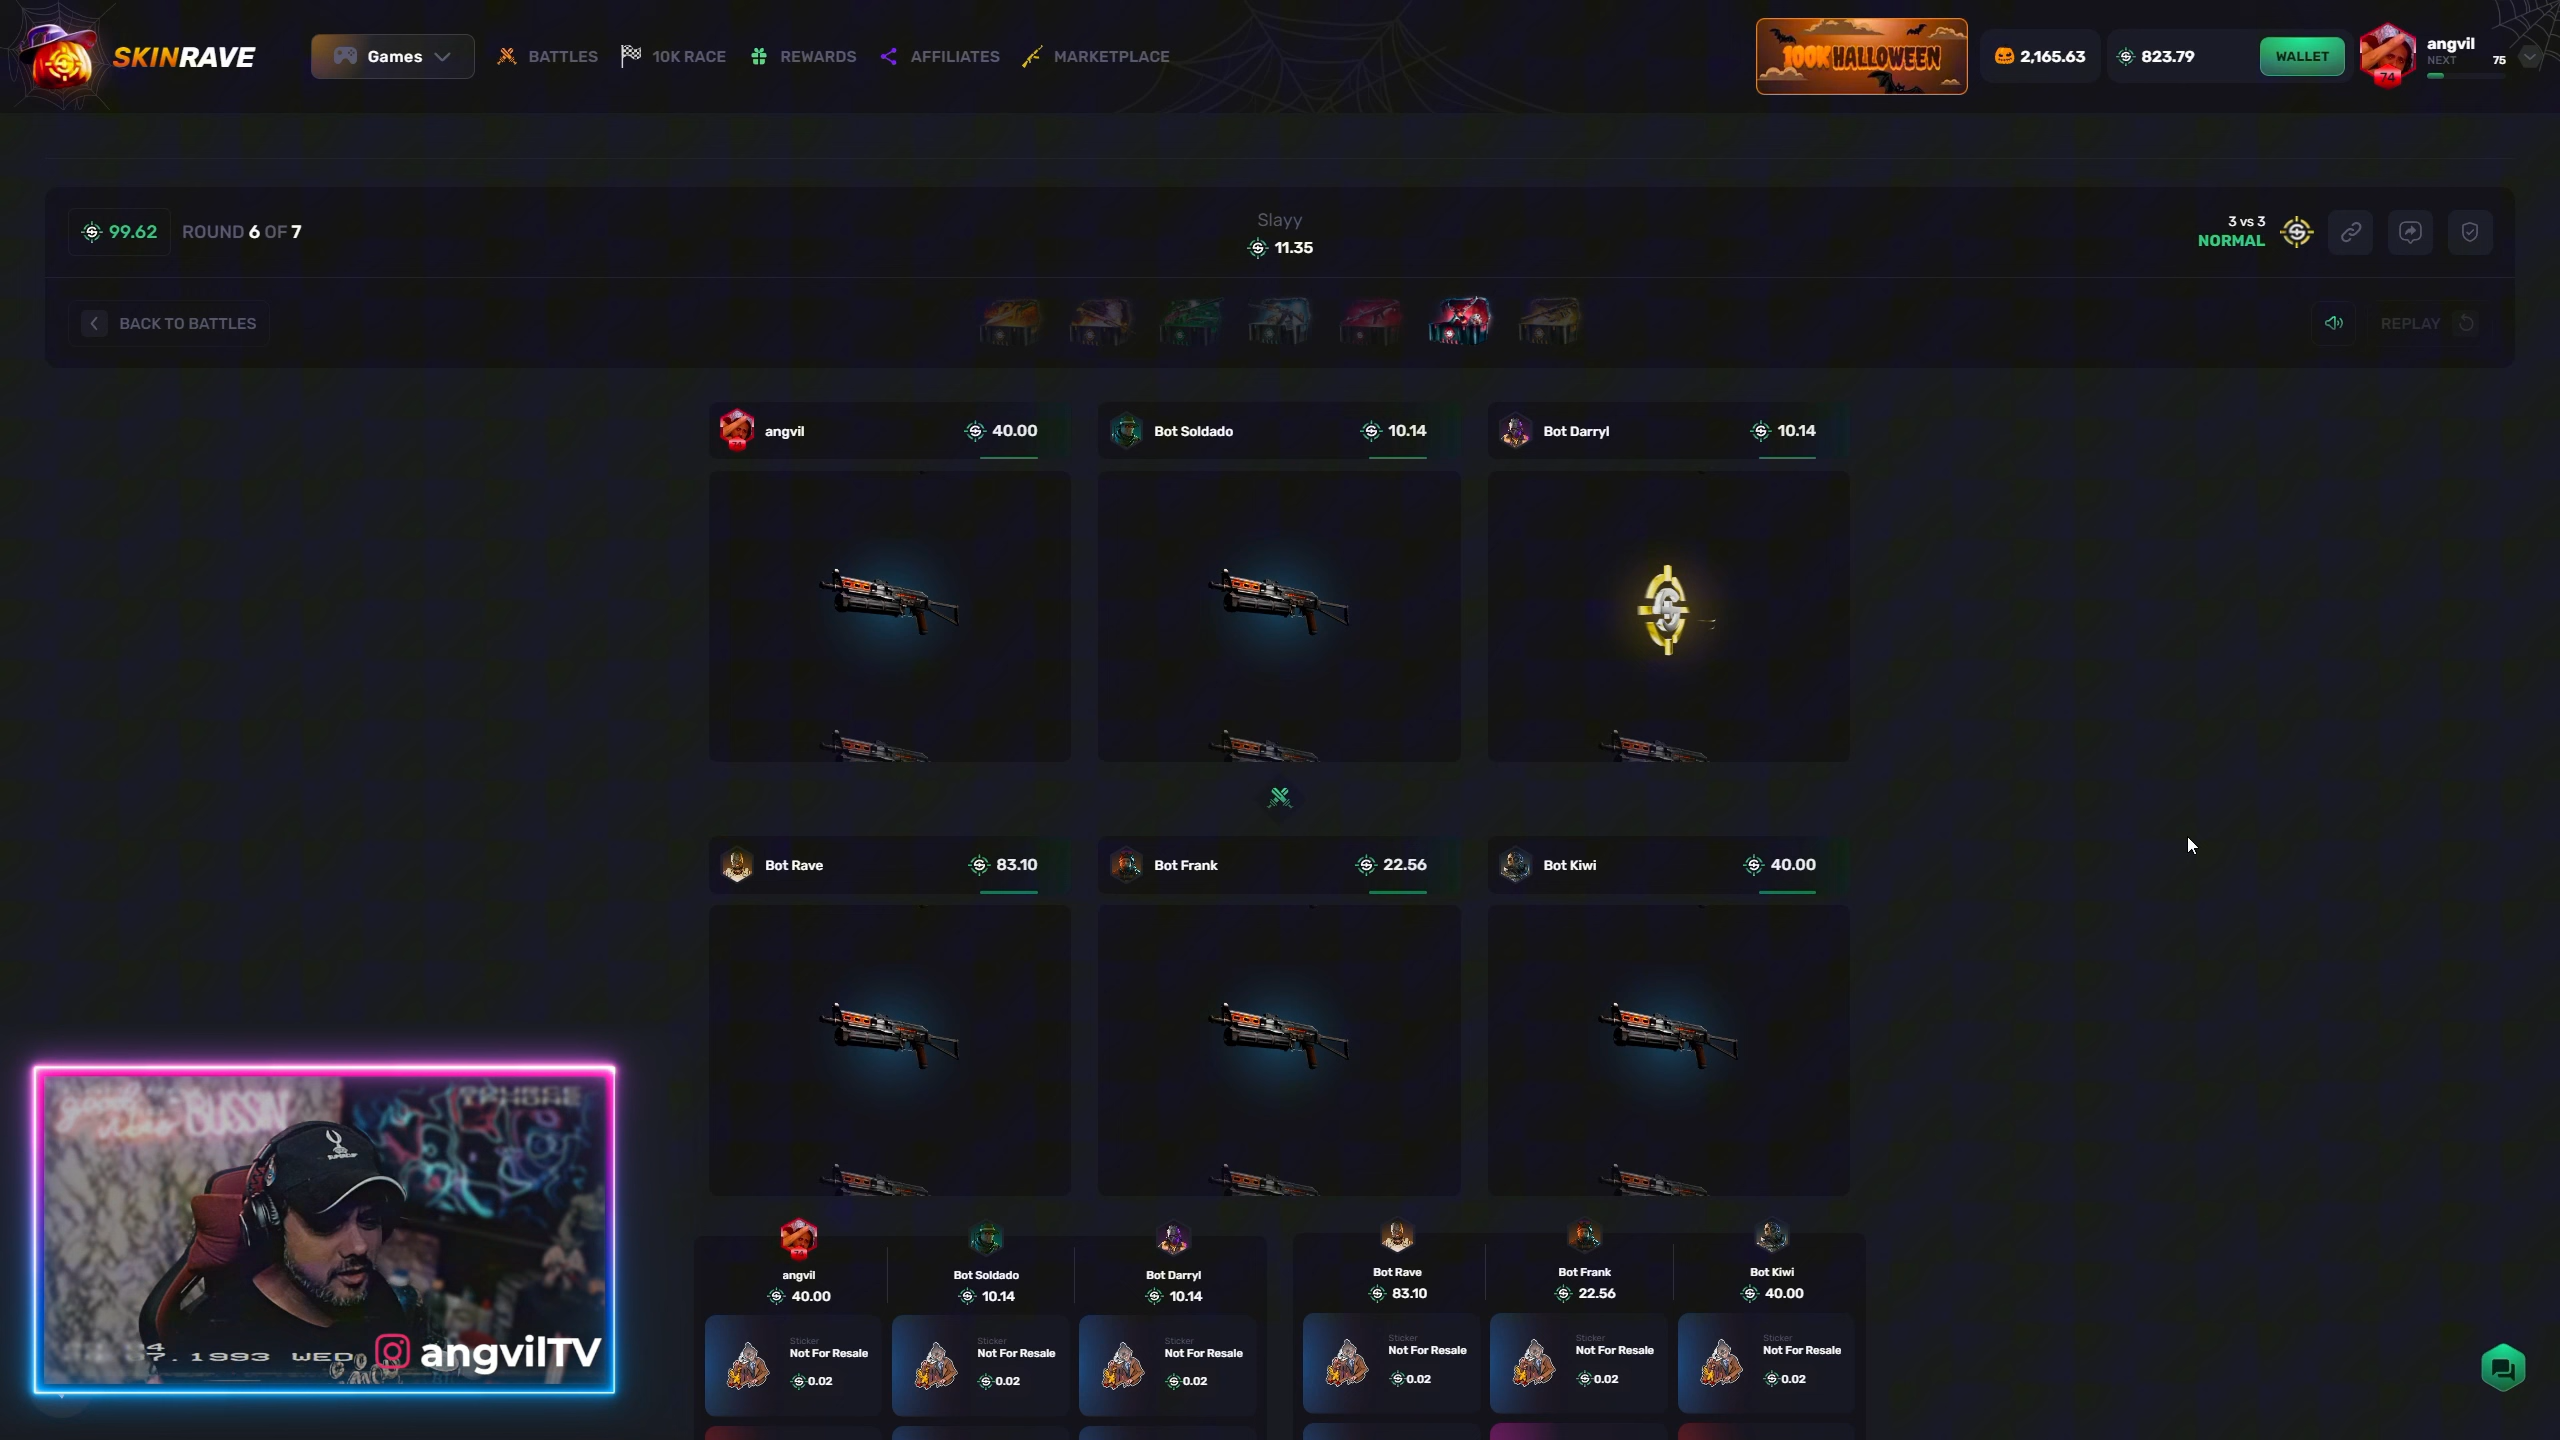 SKINRAVE
Games
BATTLES
10K RACE
REWARDS
AFFILIATES
MARKETPLACE
100K HALLOWEEN
2,165.63
823.79
WALLET
74
angvil
NEXT 75
99.62
ROUND 6 OF 7
Slayy
11.35
3 vs 3
NORMAL
BACK TO BATTLES
REPLAY
angvil 40.00
Bot Soldado 10.14
Bot Darryl 10.14
Bot Rave 83.10
Bot Frank 22.56
Bot Kiwi 40.00
angvil
40.00
Bot Soldado
10.14
Bot Darryl
10.14
Bot Rave
83.10
Bot Frank
22.56
Bot Kiwi
40.00
Sticker
Not For Resale
0.02
Sticker
Not For Resale
0.02
Sticker
Not For Resale
0.02
Sticker
Not For Resale
0.02
Sticker
Not For Resale
0.02
Sticker
Not For Resale
0.02
good
BUSSIN
7.1993 WED
angvilTV